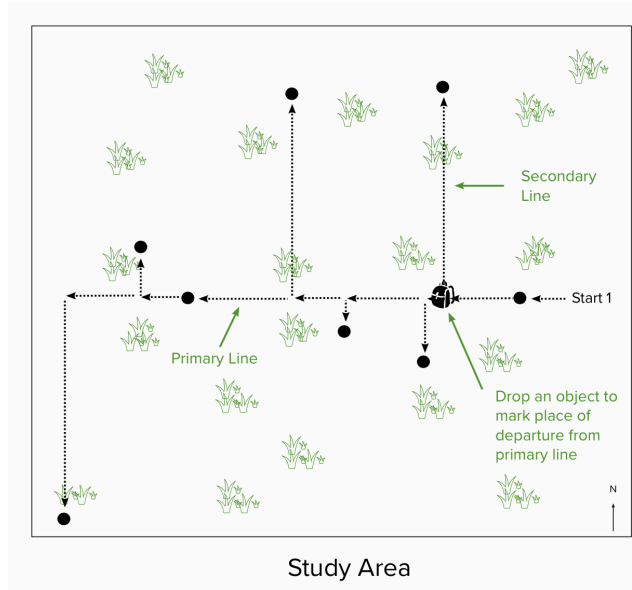 Secondary
Line
Start 1
Primary Line
Drop an object to
mark place of
departure from
primary line
N
Study Area